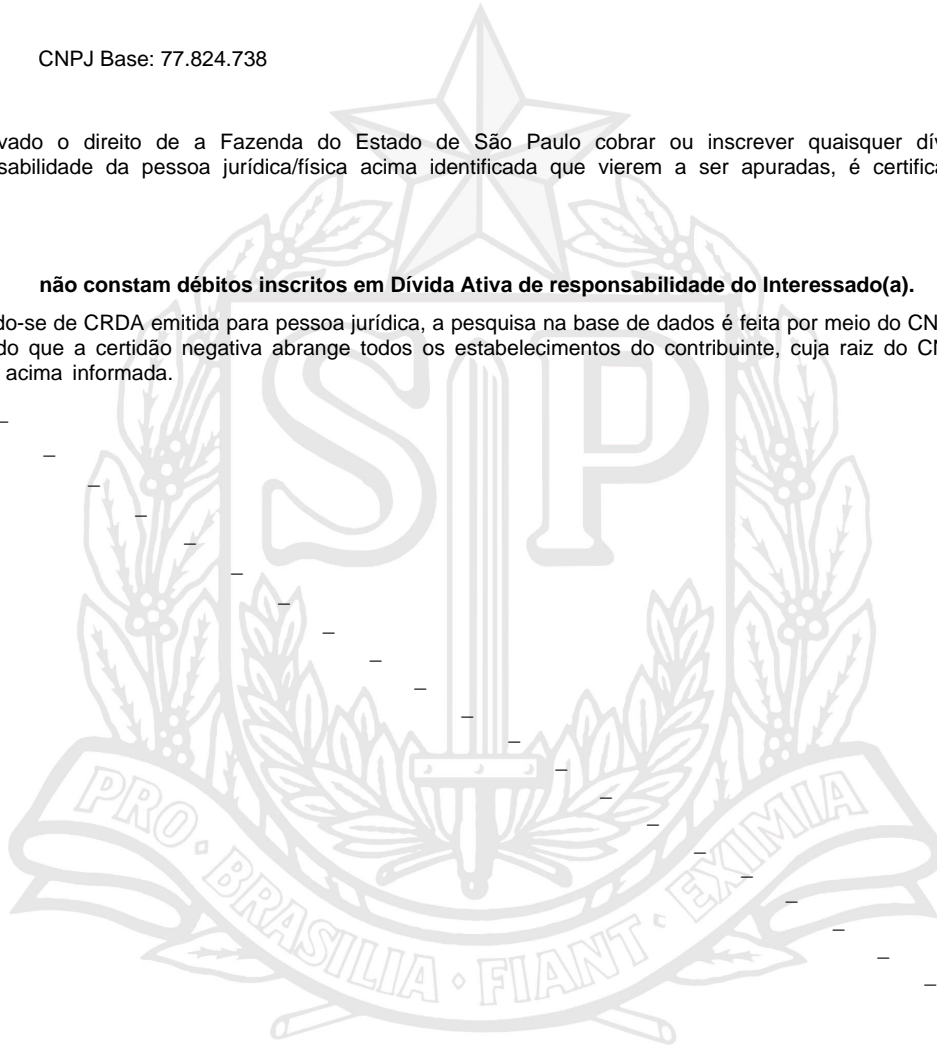 CNPJ Base: 77.824.738
vado o direito de a Fazenda do Estado de São Paulo cobrar ou inscrever quaisquer dív
sabilidade da pessoa jurídica/física acima identificada que vierem a ser apuradas, é certifica
não constam débitos inscritos em Dívida Ativa de responsabilidade do Interessado(a).
do-se de CRDA emitida para pessoa jurídica, a pesquisa na base de dados é feita por meio do CN
do que a certidão negativa abrange todos os estabelecimentos do contribuinte, cuja raiz do CN
acima informada.
SP
PRO · BRASILIA · FIANT · EXIMIA